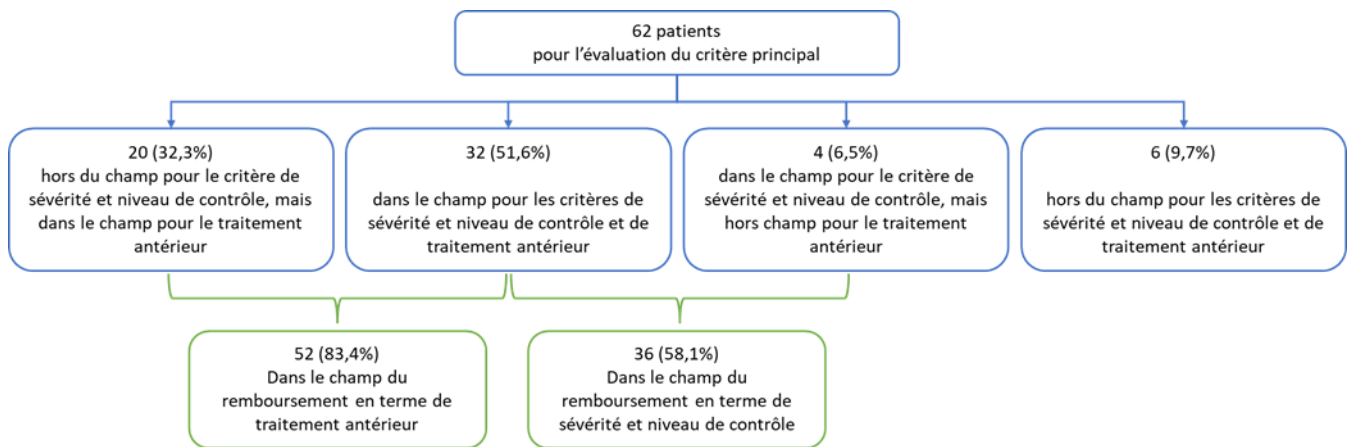 62 patients
pour l'évaluation du critère principal
20 (32,3%)
hors du champ pour le critère de
sévérité et niveau de contrôle, mais
dans le champ pour le traitement
antérieur
32 (51,6%)
dans le champ pour les critères de
sévérité et niveau de contrôle et de
traitement antérieur
4 (6,5%)
dans le champ pour le critère de
sévérité et niveau de contrôle, mais
hors champ pour le traitement
antérieur
6 (9,7%)
hors du champ pour les critères de
sévérité et niveau de contrôle et de
traitement antérieur
52 (83,4%)
Dans le champ du
remboursement en terme de
traitement antérieur
36 (58,1%)
Dans le champ du
remboursement en terme de
sévérité et niveau de contrôle